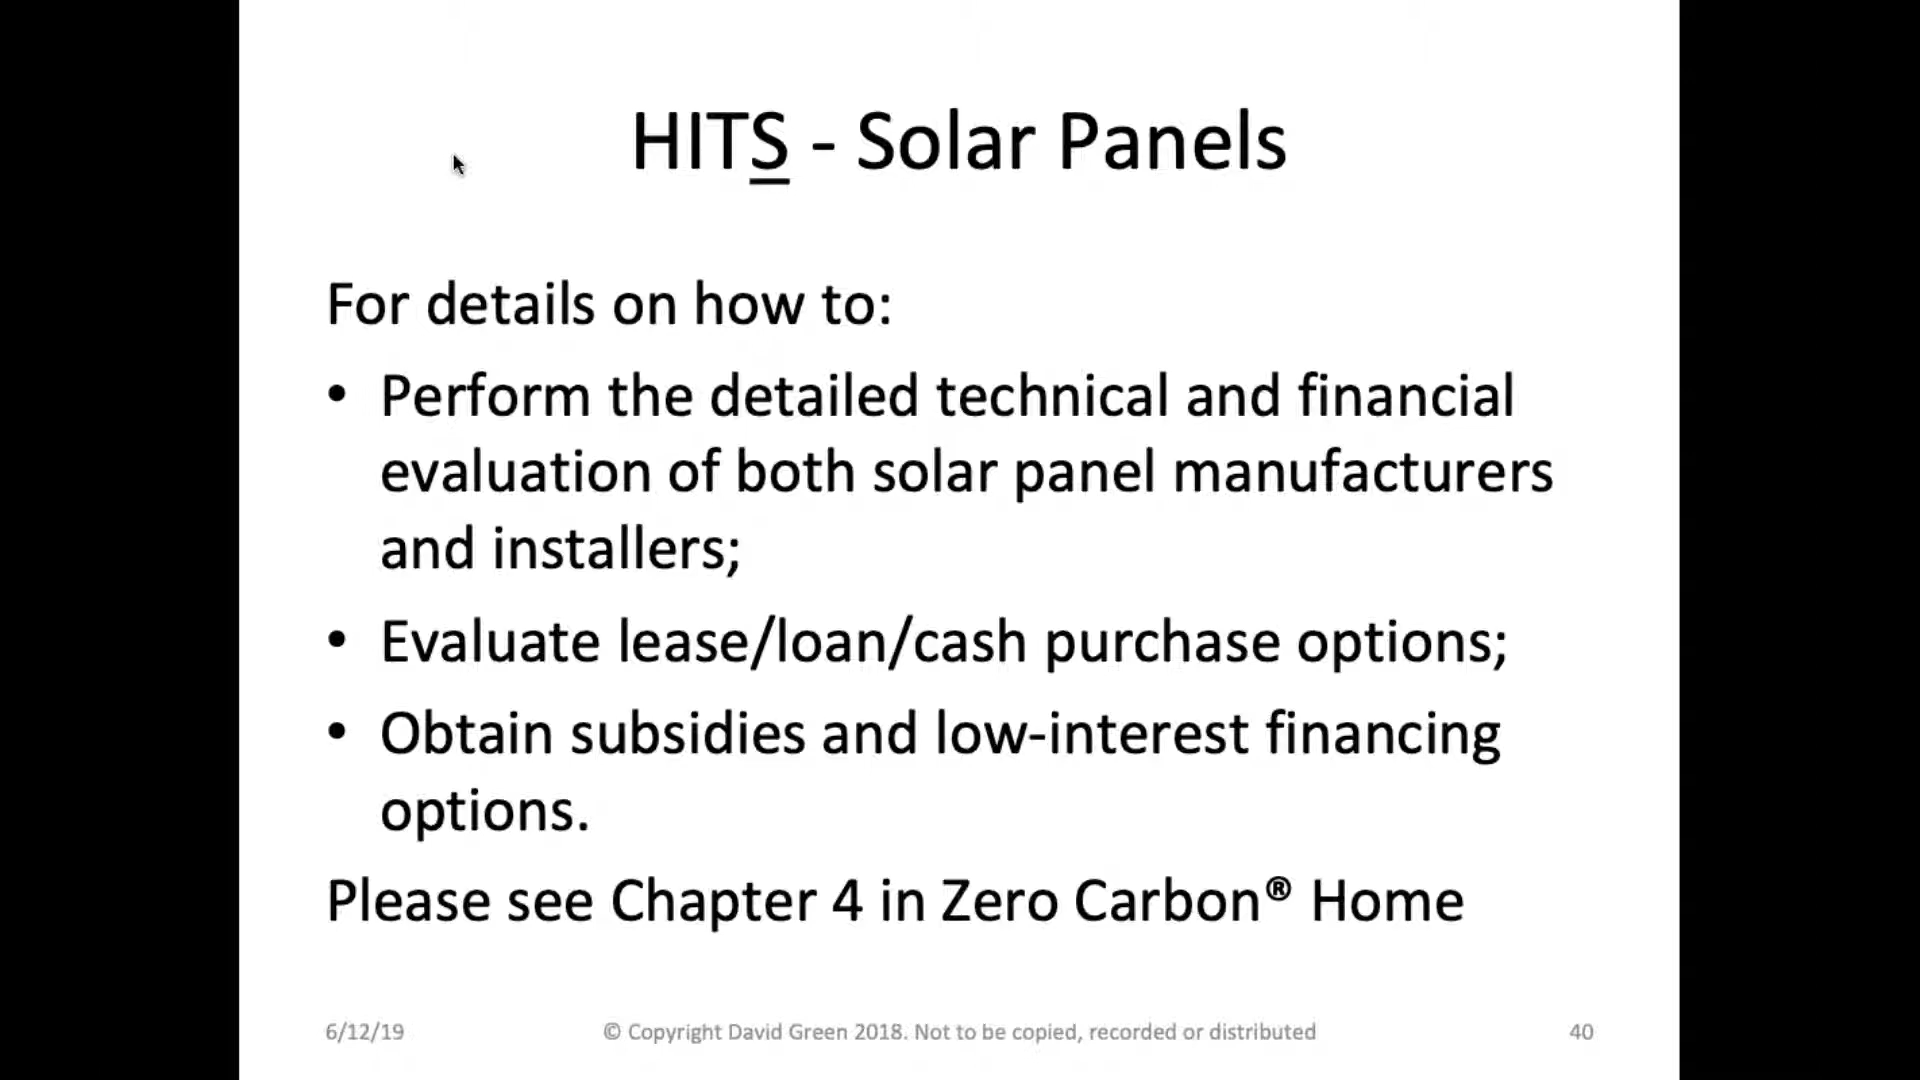 HITS - Solar Panels
For details on how to:
• Perform the detailed technical and financial
evaluation of both solar panel manufacturers
and installers;
• Evaluate lease/loan/cash purchase options;
• Obtain subsidies and low-interest financing
options.
Please see Chapter 4 in Zero Carbon® Home
6/12/19
© Copyright David Green 2018. Not to be copied, recorded or distributed
40